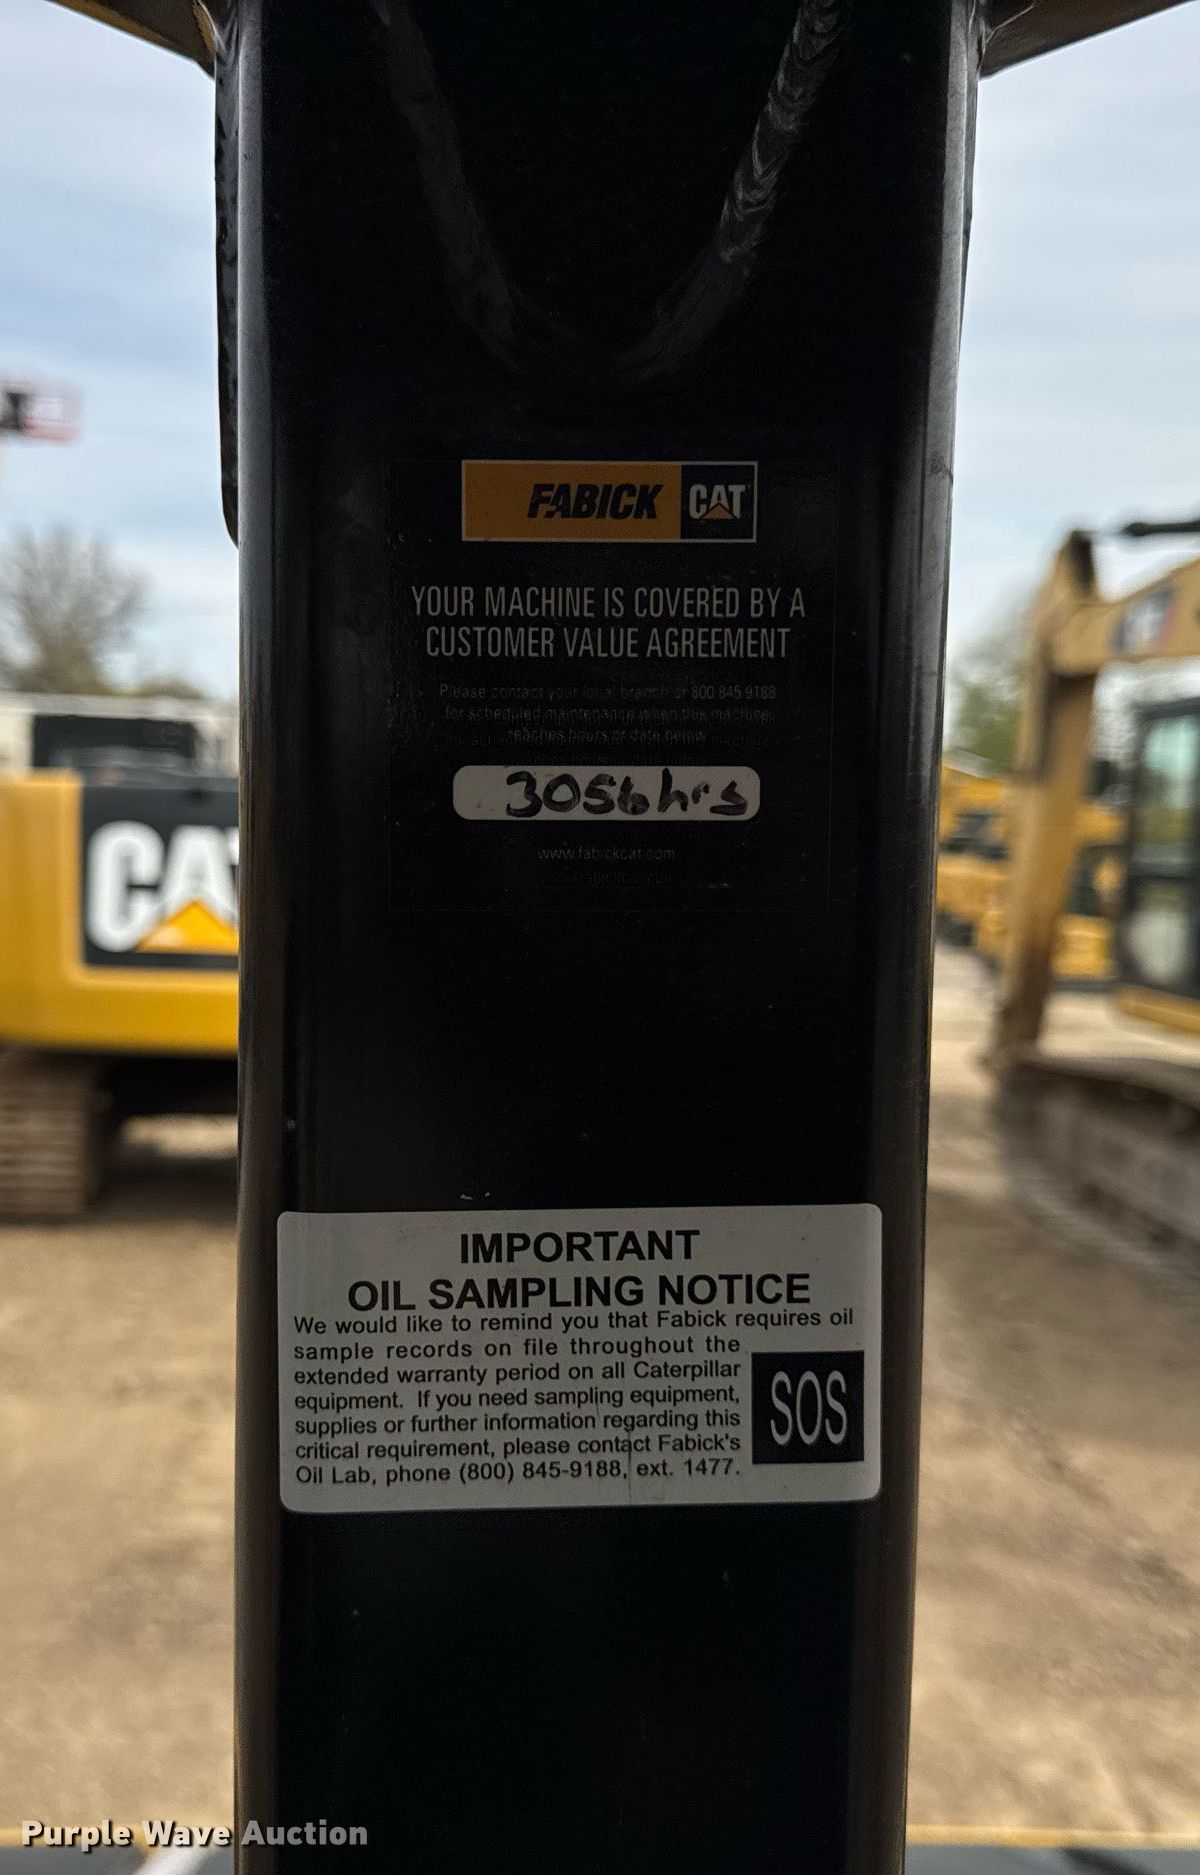 FABICK CAT
YOUR MACHINE IS COVERED BY A
CUSTOMER VALUE AGREEMENT
Please contact your local branch or 800 845 9188
for scheduled maintenance when this machine
reaches hours or date below
3056 hrs
www.fabickcat.com
CAT
IMPORTANT
OIL SAMPLING NOTICE
We would like to remind you that Fabick requires oil
sample records on file throughout the
extended warranty period on all Caterpillar
equipment. If you need sampling equipment,
supplies or further information regarding this
critical requirement, please contact Fabick's
Oil Lab, phone (800) 845-9188, ext. 1477.
SOS
Purple Wave Auction